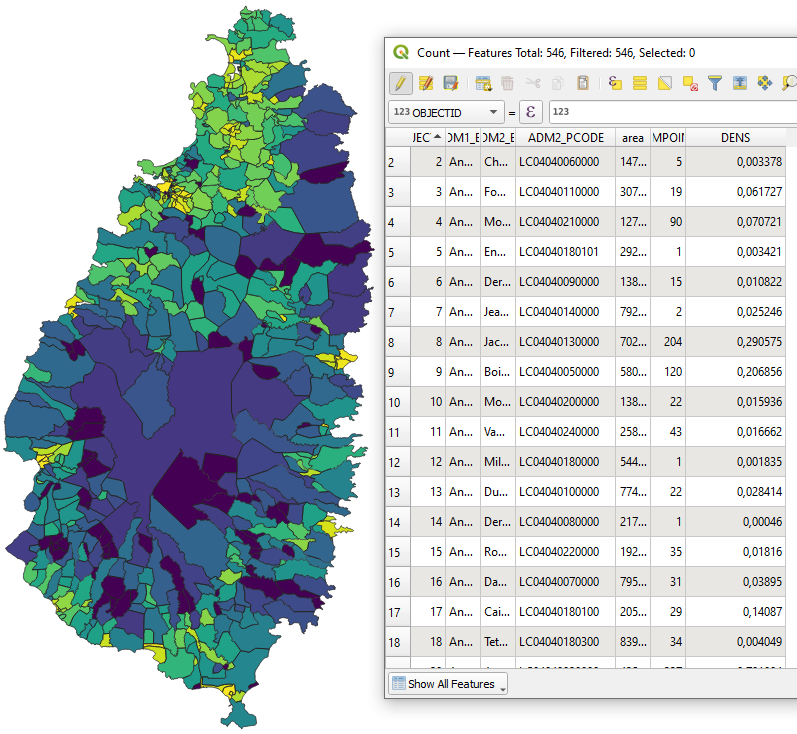 Count — Features Total: 546, Filtered: 546, Selected: 0
123 OBJECTID = ε 123
JEC DM1_E DM2_E ADM2_PCODE area MPOIN DENS
2 2 An... Ch... LC04040060000 147... 5 0,003378
3 3 An... Fo... LC04040110000 307... 19 0,061727
4 4 An... Mo... LC04040210000 127... 90 0,070721
5 5 An... En... LC04040180101 292... 1 0,003421
6 6 An... Der... LC04040090000 138... 15 0,010822
7 7 An... Jea... LC04040140000 792... 2 0,025246
8 8 An... Jac... LC04040130000 702... 204 0,290575
9 9 An... Boi... LC04040050000 580... 120 0,206856
10 10 An... Mo... LC04040200000 138... 22 0,015936
11 11 An... Va... LC04040240000 258... 43 0,016662
12 12 An... Mil... LC04040180000 544... 1 0,001835
13 13 An... Du... LC04040100000 774... 22 0,028414
14 14 An... Der... LC04040080000 217... 1 0,00046
15 15 An... Ro... LC04040220000 192... 35 0,01816
16 16 An... Da... LC04040070000 795... 31 0,03895
17 17 An... Cai... LC04040180100 205... 29 0,14087
18 18 An... Tet... LC04040180300 839... 34 0,004049
Show All Features